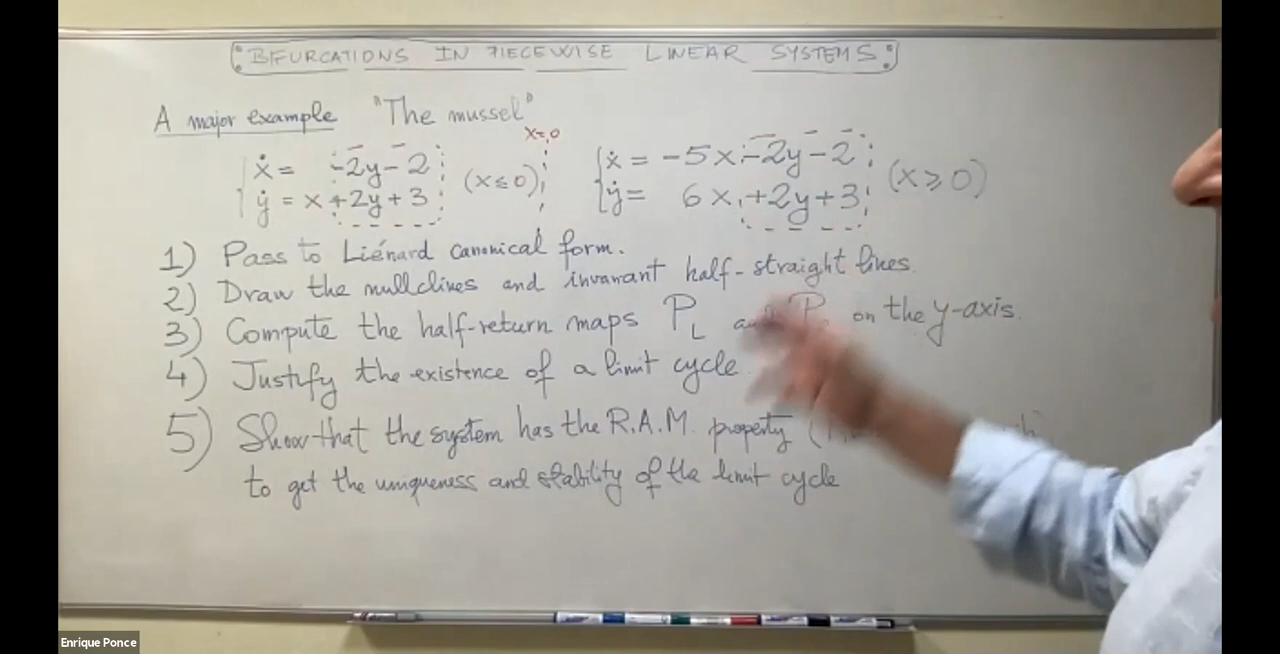 BIFURCATIONS IN PIECEWISE LINEAR SYSTEMS
A major example "The mussel"
x=0
ẋ = -2y-2
ẏ = x+2y+3 (x≤0)
ẋ = -5x-2y-2
ẏ = 6x+2y+3 (x≥0)
1) Pass to Liénard canonical form.
2) Draw the nullclines and invariant half-straight lines.
3) Compute the half-return maps P_L and on the y-axis.
4) Justify the existence of a limit cycle
5) Show that the system has the R.A.M. property (
to get the uniqueness and stability of the limit cycle
Enrique Ponce